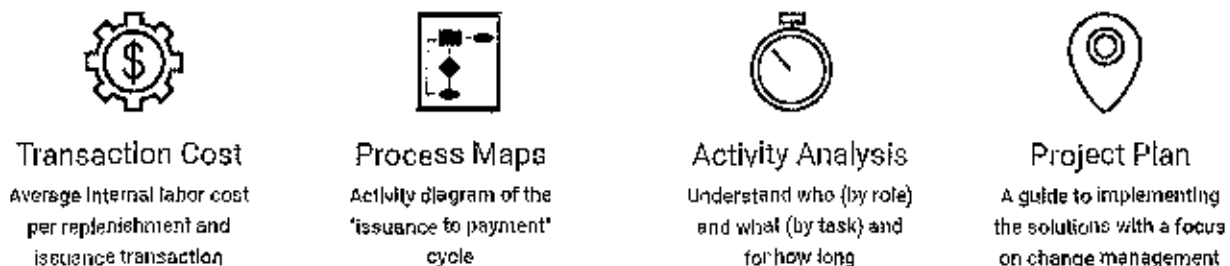 $
Transaction Cost
Average internal labor cost
per replenishment and
issuance transaction
Process Maps
Activity diagram of the
"issuance to payment"
cycle
Activity Analysis
Understand who (by role)
and what (by task) and
for how long
Project Plan
A guide to implementing
the solutions with a focus
on change management